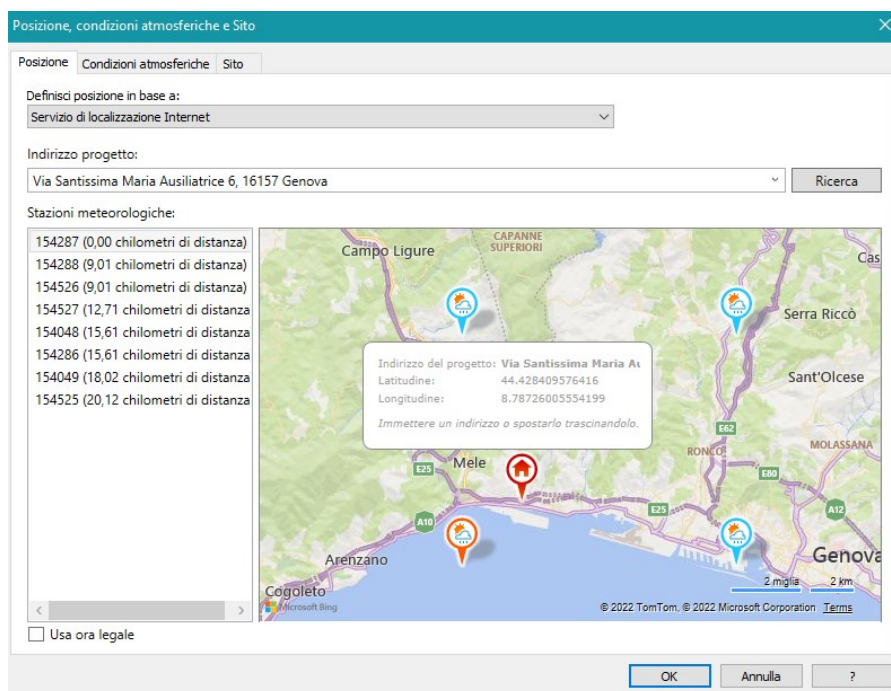 Posizione, condizioni atmosferiche e Sito
Posizione Condizioni atmosferiche Sito
Definisci posizione in base a:
Servizio di localizzazione Internet
Indirizzo progetto:
Via Santissima Maria Ausiliatrice 6, 16157 Genova
Ricerca
Stazioni meteorologiche:
154287 (0,00 chilometri di distanza)
154288 (9,01 chilometri di distanza)
154526 (9,01 chilometri di distanza)
154527 (12,71 chilometri di distanza
154048 (15,61 chilometri di distanza
154286 (15,61 chilometri di distanza
154049 (18,02 chilometri di distanza
154525 (20,12 chilometri di distanza
CAPANNE
SUPERIORI
Campo Ligure
Cas
Serra Riccò
Indirizzo del progetto: Via Santissima Maria Au
Latitudine: 44.428409576416
Longitudine: 8.78726005554199
Immettere un indirizzo o spostarlo trascinandolo.
Sant'Olcese
E62
MOLASSANA
RONCO
Mele
E25
E80
E25
A12
A10
Arenzano
Genova
Cogoleto
2 miglia 2 km
Microsoft Bing
© 2022 TomTom, © 2022 Microsoft Corporation Terms
Usa ora legale
OK Annulla ?